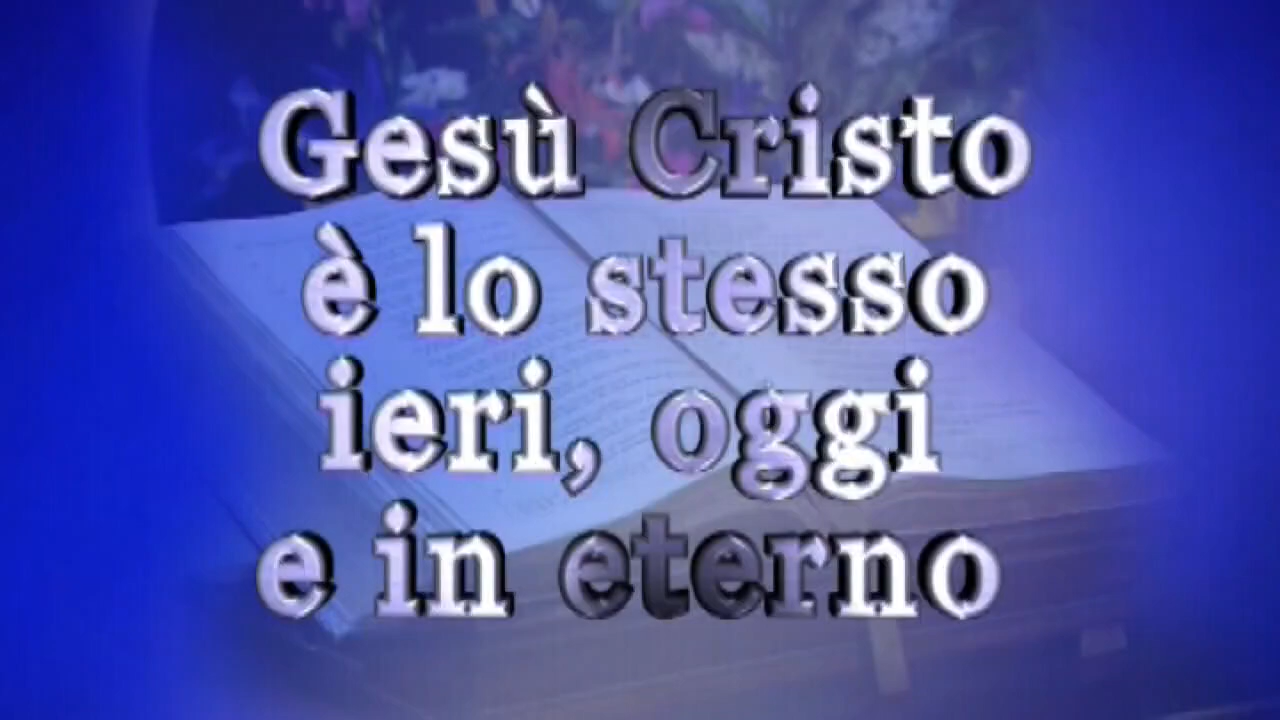 Gesù Cristo
è lo stesso
ieri, oggi
e in eterno